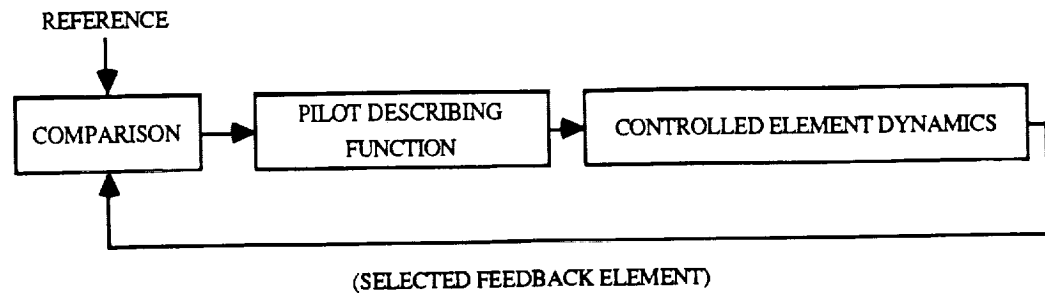 REFERENCE
COMPARISON
PILOT DESCRIBING
FUNCTION
CONTROLLED ELEMENT DYNAMICS
(SELECTED FEEDBACK ELEMENT)